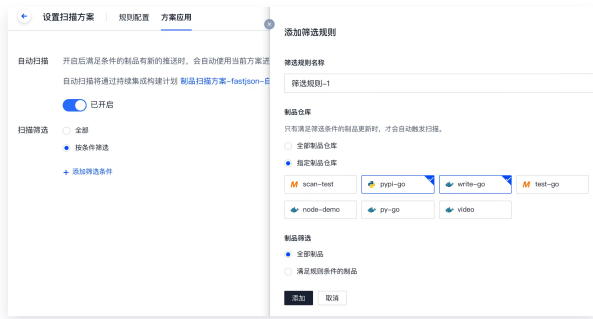 设置扫描方案
规则配置
方案应用
自动扫描
开启后满足条件的制品有新的推送时，会自动使用当前方案进
自动扫描将通过持续集成构建计划 制品扫描方案-fastjson-自
已开启
扫描筛选
全部
按条件筛选
+ 添加筛选条件
添加筛选规则
筛选规则名称
筛选规则-1
制品仓库
只有满足筛选条件的制品更新时，才会自动触发扫描。
全部制品仓库
指定制品仓库
scan-test
pypi-go
write-go
test-go
node-demo
py-go
video
制品筛选
全部制品
满足规则条件的制品
添加
取消